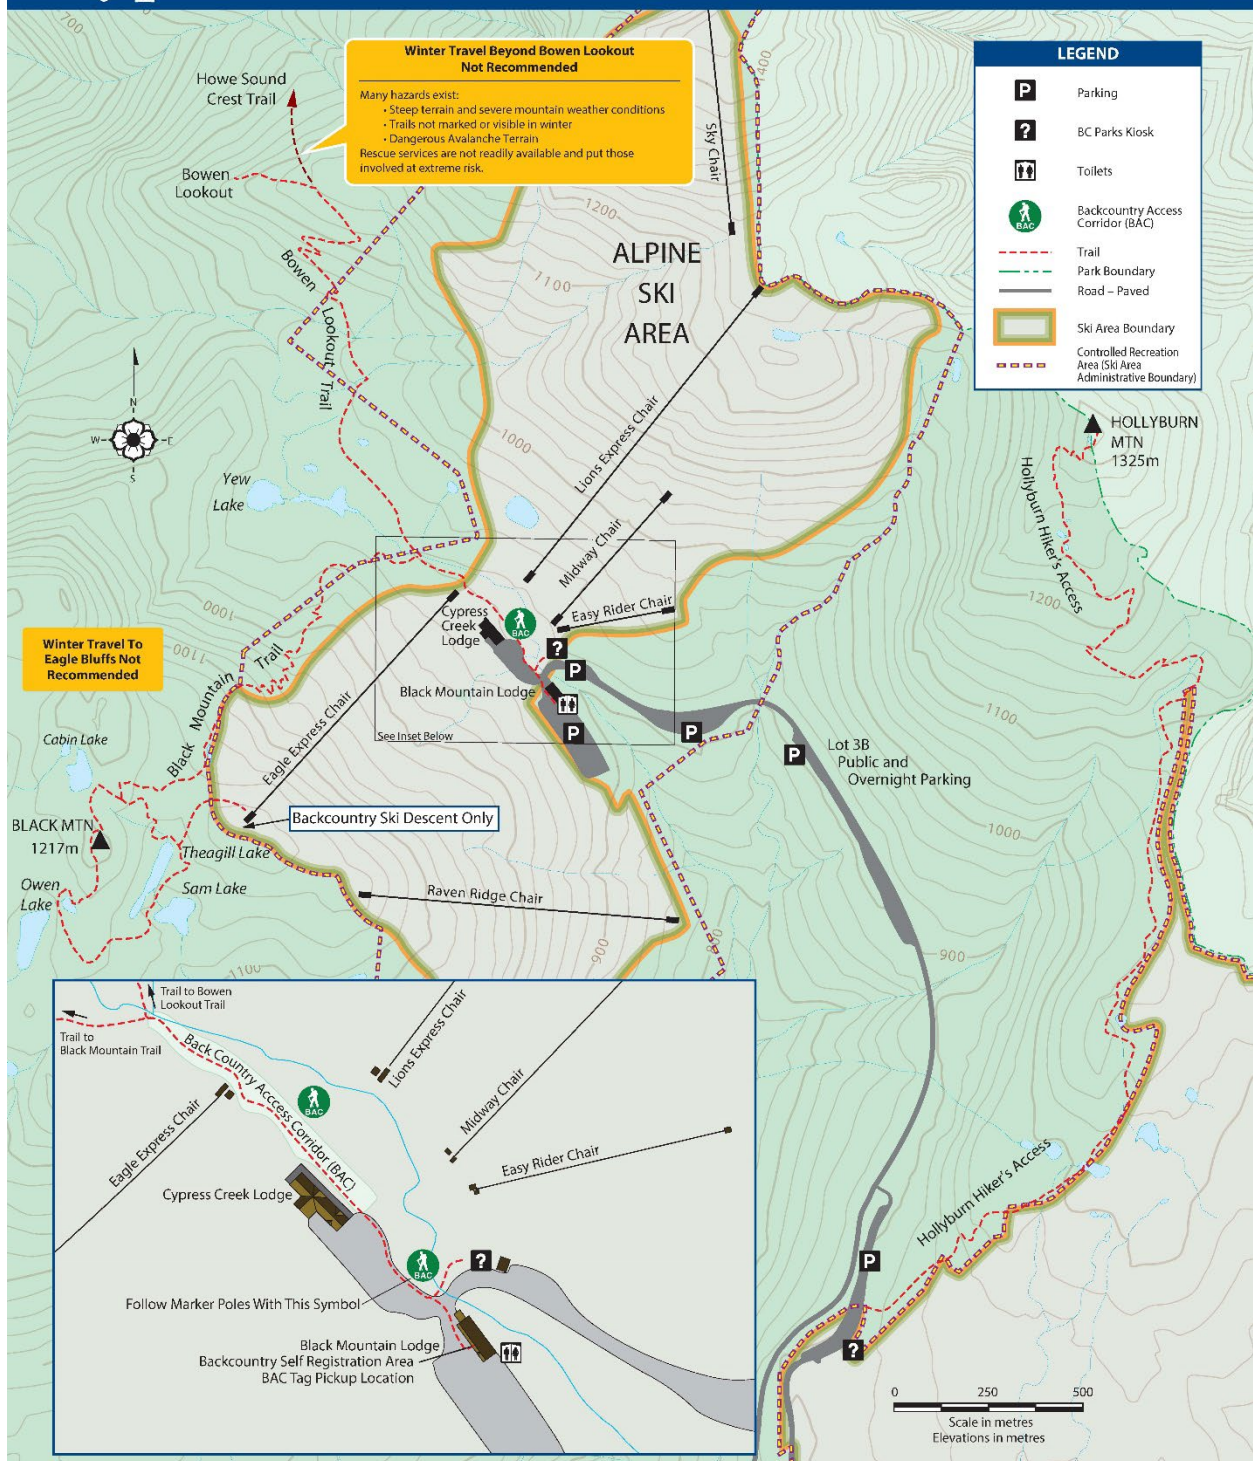 Howe Sound
Crest Trail
Winter Travel Beyond Bowen Lookout
Not Recommended
Many hazards exist:
• Steep terrain and severe mountain weather conditions
• Trails not marked or visible in winter
• Dangerous Avalanche Terrain
Rescue services are not readily available and put those
involved at extreme risk.
LEGEND
P
Parking
?
BC Parks Kiosk
Toilets
BAC
Backcountry Access
Corridor (BAC)
Trail
Park Boundary
Road – Paved
Ski Area Boundary
Controlled Recreation
Area (Ski Area
Administrative Boundary)
1400
Sky Chair
Bowen
Lookout
1200
ALPINE
SKI
AREA
1100
Bowen Lookout Trail
N
W
E
S
Lions Express Chair
1000
HOLLYBURN
MTN
1325m
Hollyburn Hiker's Access
Yew
Lake
Midway Chair
1200
Easy Rider Chair
Cypress
Creek
Lodge
BAC
?
P
1000
1100
Winter Travel To
Eagle Bluffs Not
Recommended
Black Mountain Trail
Black Mountain Lodge
P
P
See Inset Below
Eagle Express Chair
1100
P
Lot 3B
Public and
Overnight Parking
Cabin Lake
Backcountry Ski Descent Only
BLACK MTN
1217m
1000
Theagill Lake
Sam Lake
Owen
Lake
Raven Ridge Chair
900
800
900
1100
Trail to Bowen
Lookout Trail
Trail to
Black Mountain Trail
Back Country Acccess Corridor (BAC)
BAC
Lions Express Chair
Midway Chair
Eagle Express Chair
Easy Rider Chair
Cypress Creek Lodge
BAC
?
Follow Marker Poles With This Symbol
Black Mountain Lodge
Backcountry Self Registration Area
BAC Tag Pickup Location
Hollyburn Hiker's Access
P
?
0 250 500
Scale in metres
Elevations in metres